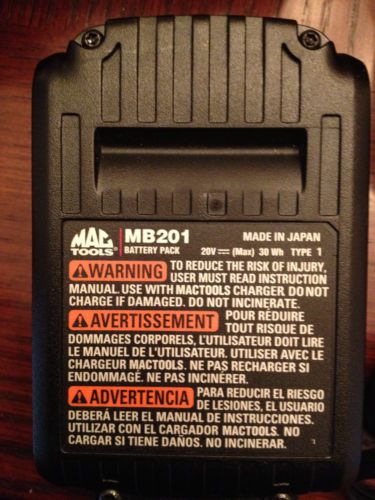 MAC TOOLS
MB201
BATTERY PACK
MADE IN JAPAN
20V ⎓ (Max) 30 Wh TYPE 1
⚠WARNING TO REDUCE THE RISK OF INJURY,
USER MUST READ INSTRUCTION
MANUAL. USE WITH MACTOOLS CHARGER. DO NOT
CHARGE IF DAMAGED. DO NOT INCINERATE.
⚠AVERTISSEMENT POUR RÉDUIRE
TOUT RISQUE DE
DOMMAGES CORPORELS, L'UTILISATEUR DOIT LIRE
LE MANUEL DE L'UTILISATEUR. UTILISER AVEC LE
CHARGEUR MACTOOLS. NE PAS RECHARGER SI
ENDOMMAGÉ. NE PAS INCINÉRER.
⚠ADVERTENCIA PARA REDUCIR EL RIESGO
DE LESIONES, EL USUARIO
DEBERÁ LEER EL MANUAL DE INSTRUCCIONES.
UTILIZAR CON EL CARGADOR MACTOOLS. NO
CARGAR SI TIENE DAÑOS. NO INCINERAR.